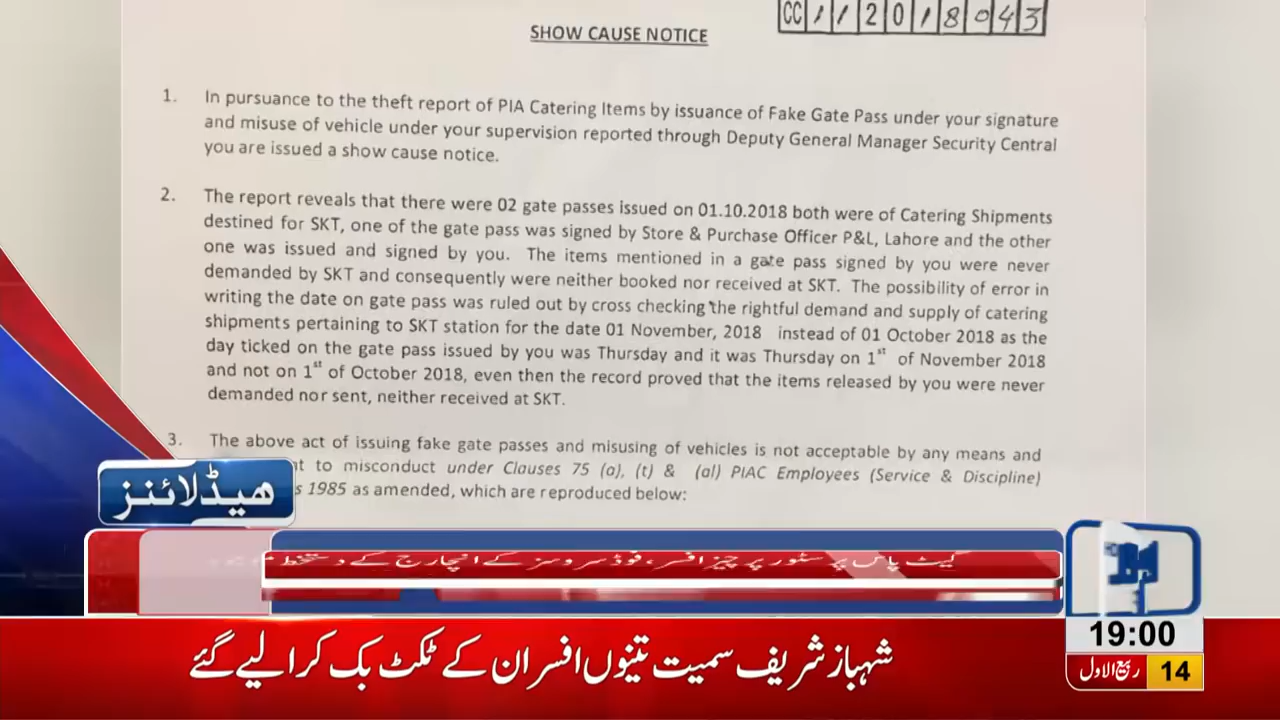 CC112018043
SHOW CAUSE NOTICE
1. In pursuance to the theft report of PIA Catering Items by issuance of Fake Gate Pass under your signature
and misuse of vehicle under your supervision reported through Deputy General Manager Security Central
you are issued a show cause notice.
2. The report reveals that there were 02 gate passes issued on 01.10.2018 both were of Catering Shipments
destined for SKT, one of the gate pass was signed by Store & Purchase Officer P&L, Lahore and the other
one was issued and signed by you. The items mentioned in a gate pass signed by you were never
demanded by SKT and consequently were neither booked nor received at SKT. The possibility of error in
writing the date on gate pass was ruled out by cross checking the rightful demand and supply of catering
shipments pertaining to SKT station for the date 01 November, 2018 instead of 01 October 2018 as the
day ticked on the gate pass issued by you was Thursday and it was Thursday on 1st of November 2018
and not on 1st of October 2018, even then the record proved that the items released by you were never
demanded nor sent, neither received at SKT.
3. The above act of issuing fake gate passes and misusing of vehicles is not acceptable by any means and
to misconduct under Clauses 75 (a), (t) & (al) PIAC Employees (Service & Discipline)
1985 as amended, which are reproduced below:
ہیڈلائنز
گیٹ پاس پر سٹور پرچیز افسر، فوڈ سروسز کے انچارج کے دستخط
شہباز شریف سمیت تینوں افسران کے ٹکٹ بک کرا لیے گئے
19:00
14 ربیع الاول